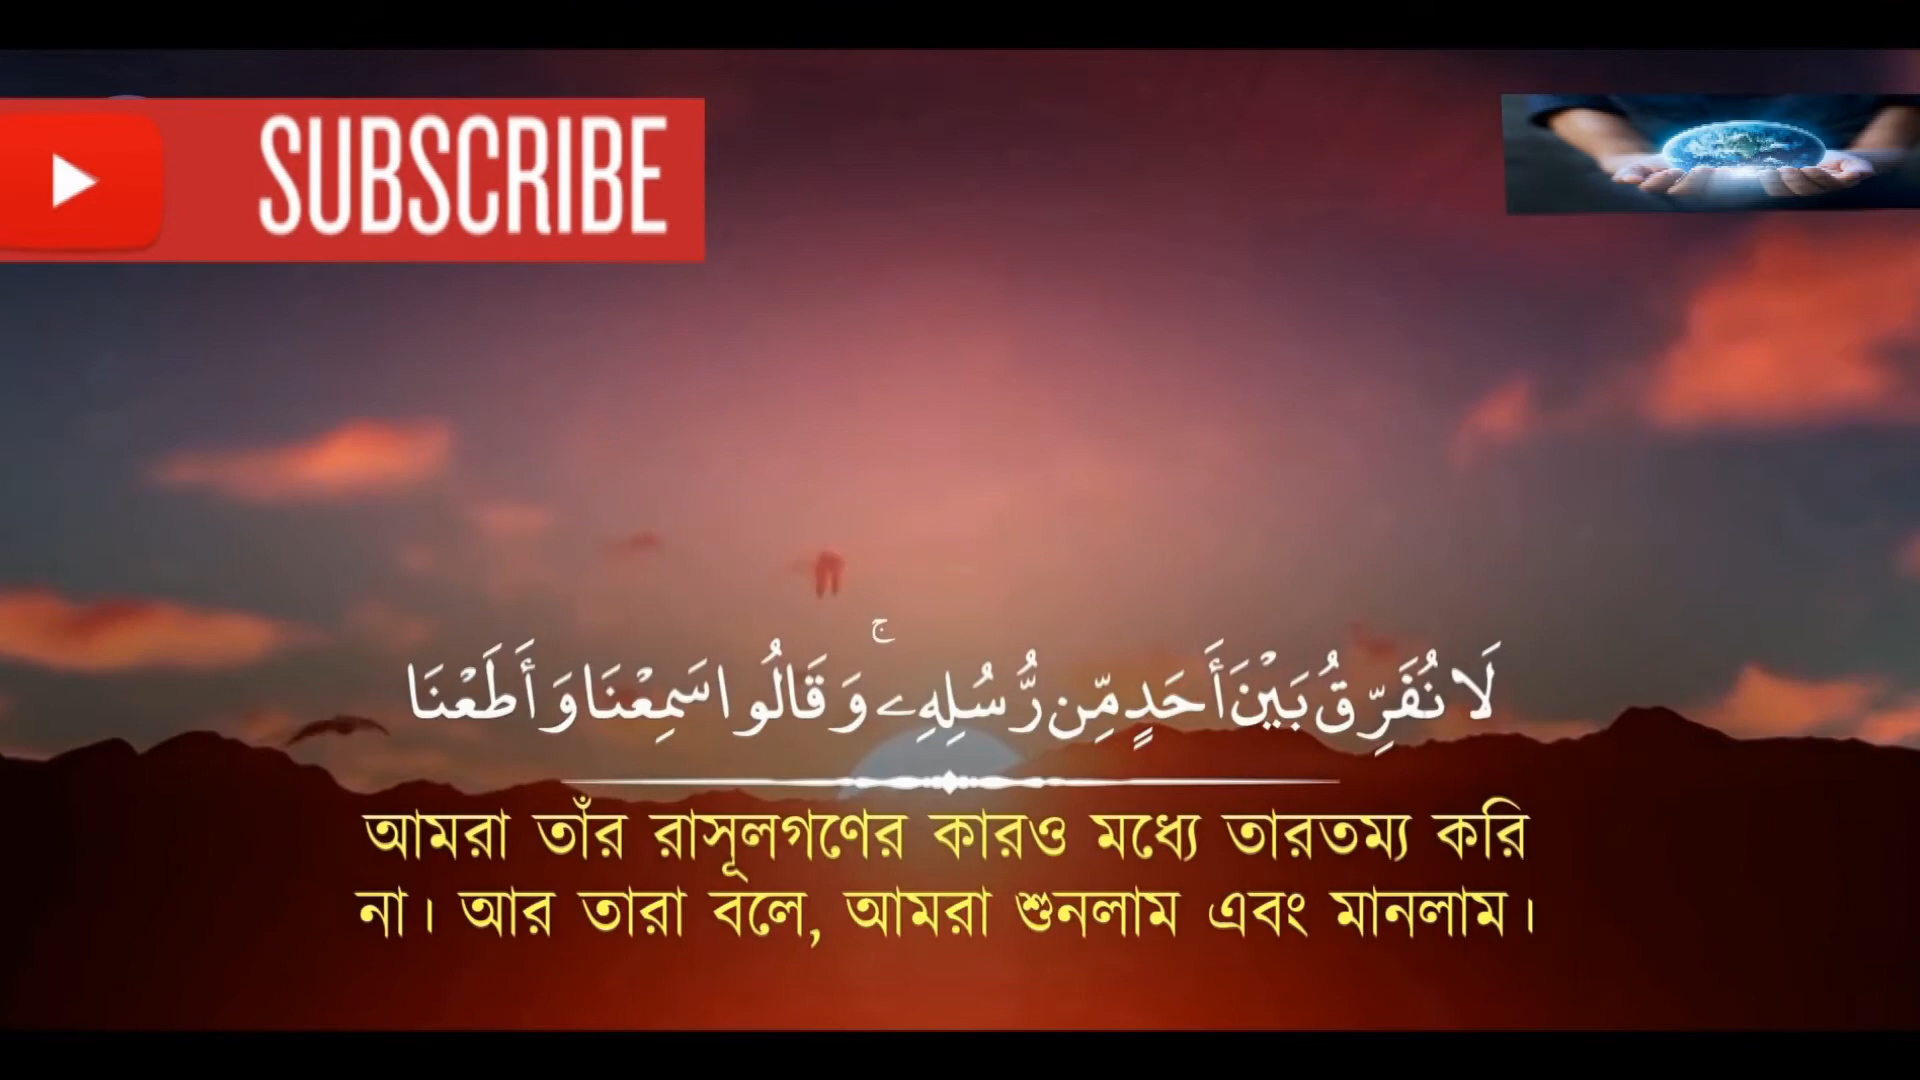 SUBSCRIBE
لَا نُفَرِّقُ بَيْنَ أَحَدٍ مِّن رُّسُلِهِۦ ۚ وَقَالُوا سَمِعْنَا وَأَطَعْنَا
আমরা তাঁর রাসূলগণের কারও মধ্যে তারতম্য করি
না। আর তারা বলে, আমরা শুনলাম এবং মানলাম।